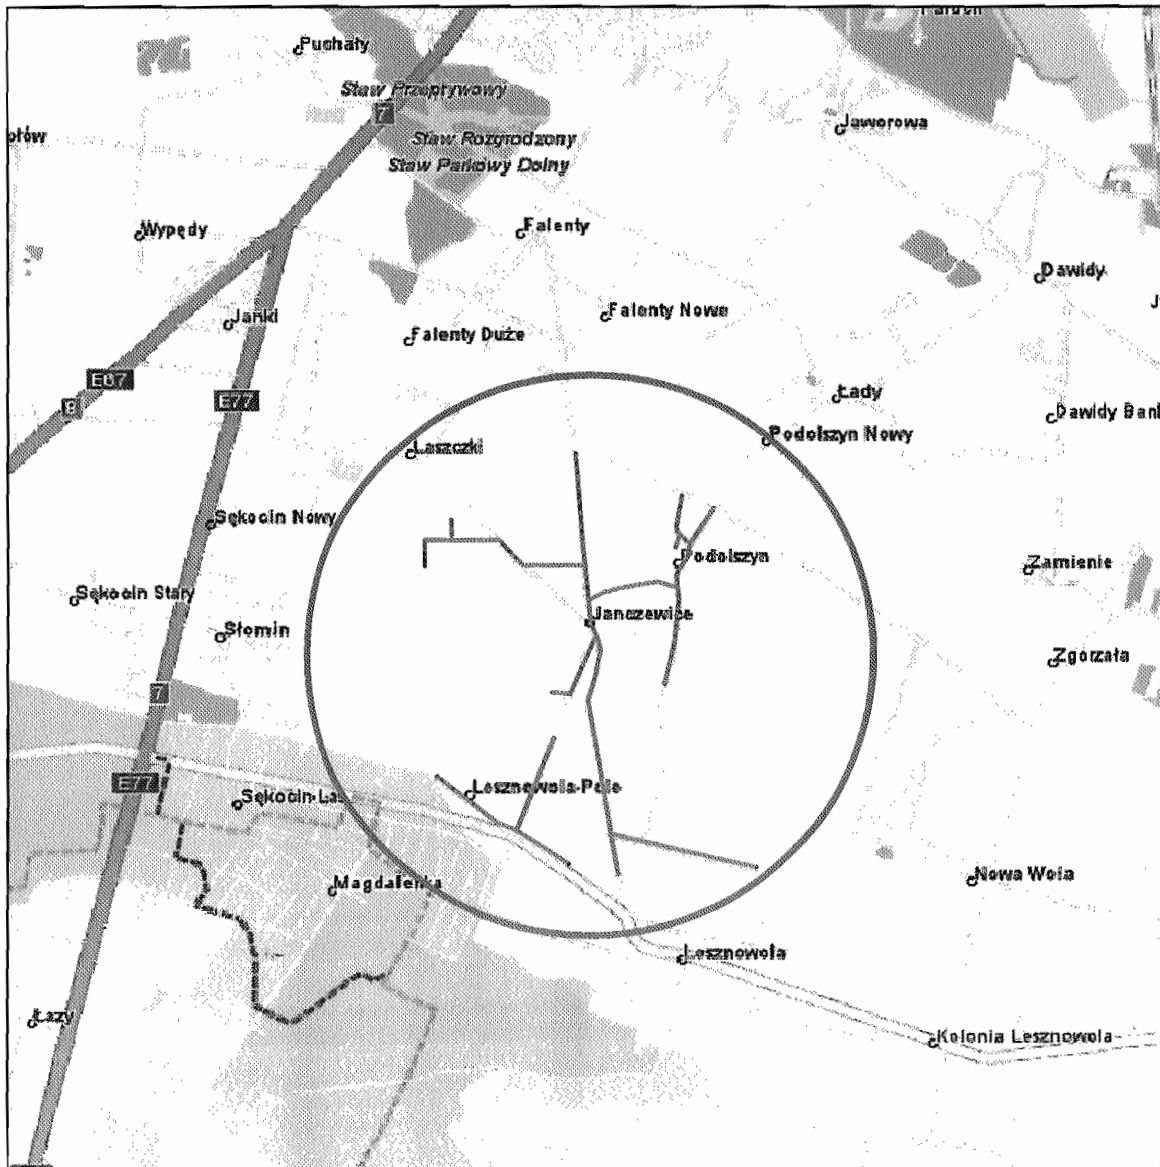 Puchały
Staw Przepływowy
7
Staw Rozgrodzony
Staw Parkowy Dolny
Jaworowa
Wypędy
Falenty
Dawidy
Janki
Falenty Nowe
Falenty Duże
E67
8
E77
Łady
Dawidy Bank
Podolszyn Nowy
Laszczki
Sękocin Nowy
Podolszyn
Zamienie
Sękocin Stary
Janczewice
Słomin
Zgorzała
7
E77
Lesznowola-Pole
Sękocin-Las
Magdalenka
Nowa Wola
Lesznowola
Łazy
Kolonia Lesznowola